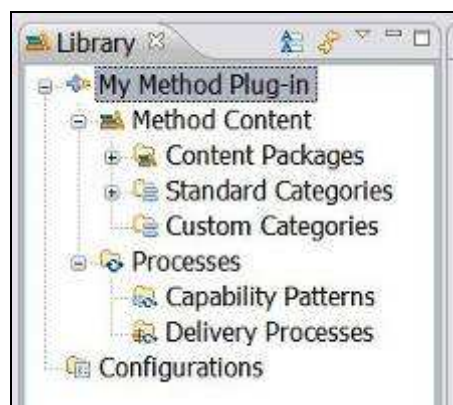 Library
My Method Plug-in
Method Content
Content Packages
Standard Categories
Custom Categories
Processes
Capability Patterns
Delivery Processes
Configurations